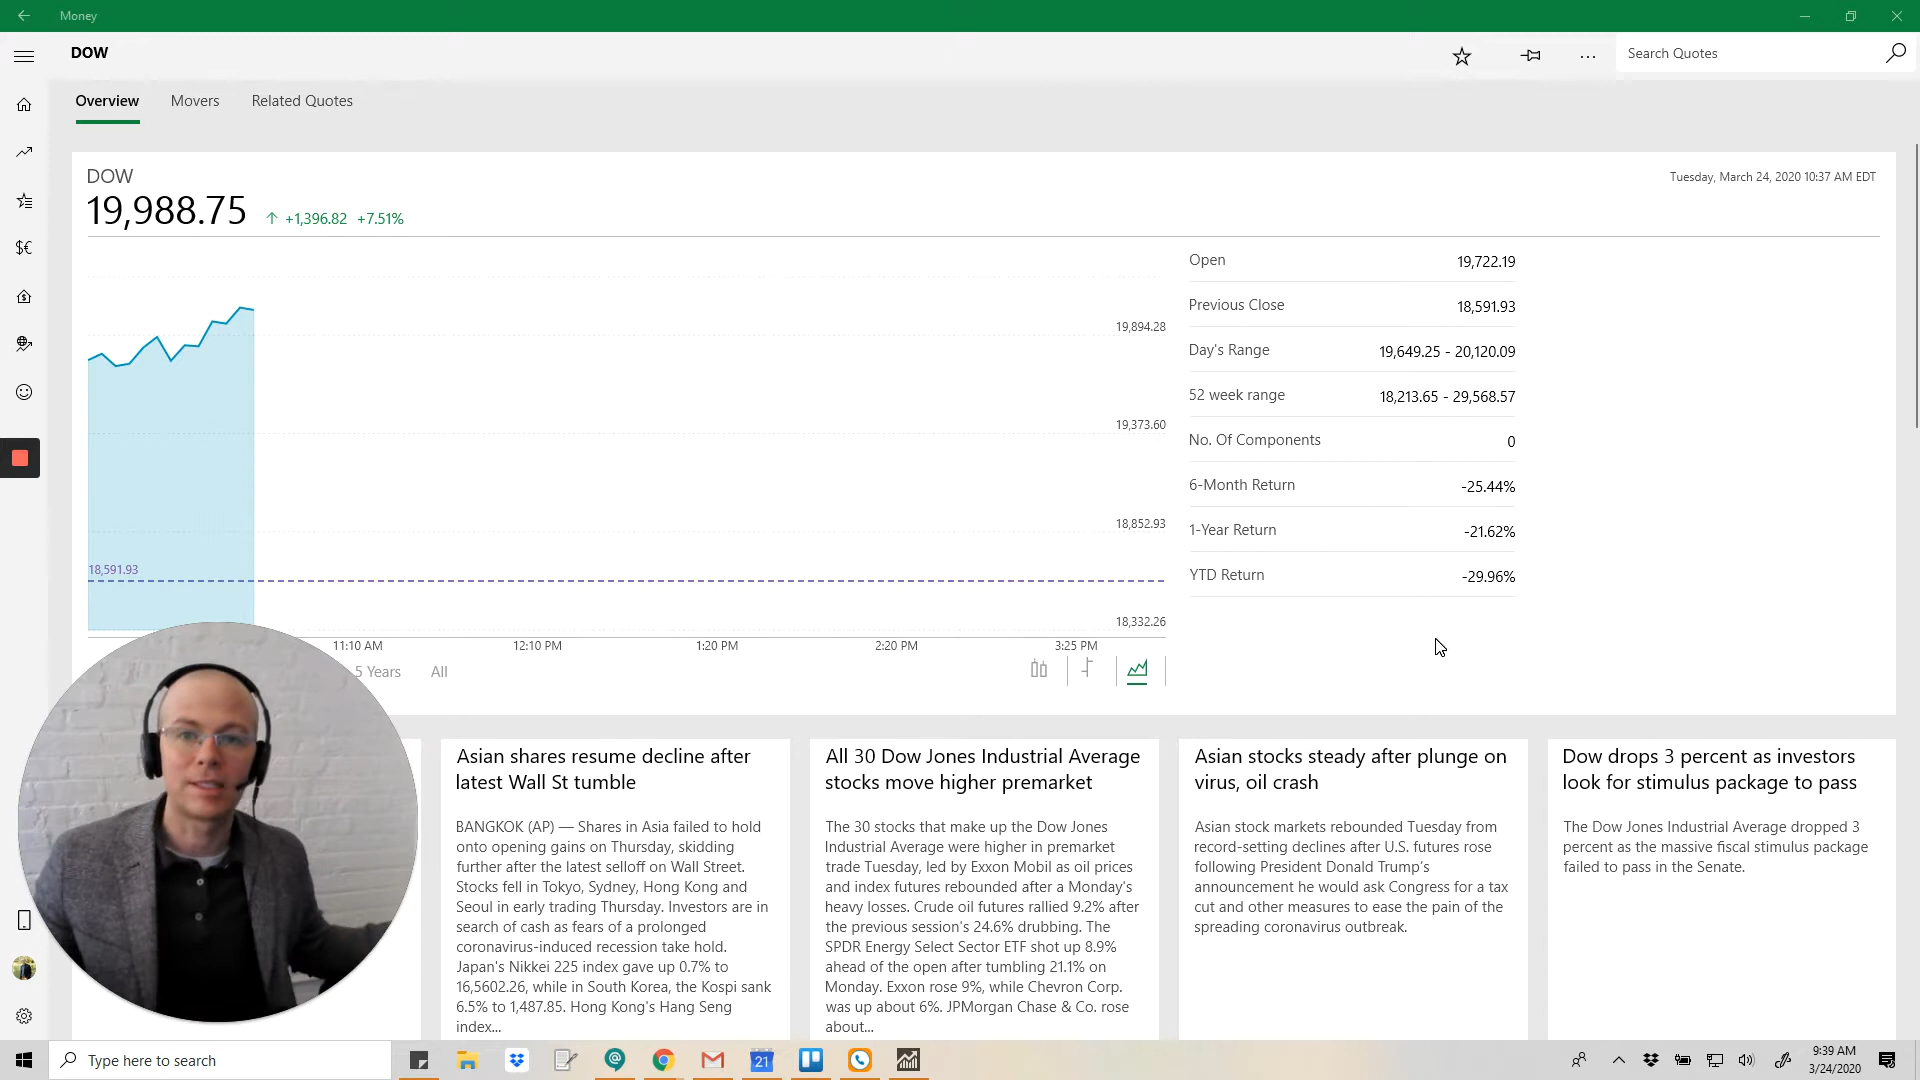 Money
DOW
Search Quotes
Overview
Movers
Related Quotes
DOW
Tuesday, March 24, 2020 10:37 AM EDT
19,988.75
+1,396.82 +7.51%
19,894.28
19,373.60
18,852.93
18,591.93
18,332.26
11:10 AM
12:10 PM
1:20 PM
2:20 PM
3:25 PM
5 Years
All
Open 19,722.19
Previous Close 18,591.93
Day's Range 19,649.25 - 20,120.09
52 week range 18,213.65 - 29,568.57
No. Of Components 0
6-Month Return -25.44%
1-Year Return -21.62%
YTD Return -29.96%
Asian shares resume decline after
latest Wall St tumble
BANGKOK (AP) — Shares in Asia failed to hold
onto opening gains on Thursday, skidding
further after the latest selloff on Wall Street.
Stocks fell in Tokyo, Sydney, Hong Kong and
Seoul in early trading Thursday. Investors are in
search of cash as fears of a prolonged
coronavirus-induced recession take hold.
Japan's Nikkei 225 index gave up 0.7% to
16,5602.26, while in South Korea, the Kospi sank
6.5% to 1,487.85. Hong Kong's Hang Seng
index...
All 30 Dow Jones Industrial Average
stocks move higher premarket
The 30 stocks that make up the Dow Jones
Industrial Average were higher in premarket
trade Tuesday, led by Exxon Mobil as oil prices
and index futures rebounded after a Monday's
heavy losses. Crude oil futures rallied 9.2% after
the previous session's 24.6% drubbing. The
SPDR Energy Select Sector ETF shot up 8.9%
ahead of the open after tumbling 21.1% on
Monday. Exxon rose 9%, while Chevron Corp.
was up about 6%. JPMorgan Chase & Co. rose
about...
Asian stocks steady after plunge on
virus, oil crash
Asian stock markets rebounded Tuesday from
record-setting declines after U.S. futures rose
following President Donald Trump's
announcement he would ask Congress for a tax
cut and other measures to ease the pain of the
spreading coronavirus outbreak.
Dow drops 3 percent as investors
look for stimulus package to pass
The Dow Jones Industrial Average dropped 3
percent as the massive fiscal stimulus package
failed to pass in the Senate.
Type here to search
21
9:39 AM
3/24/2020